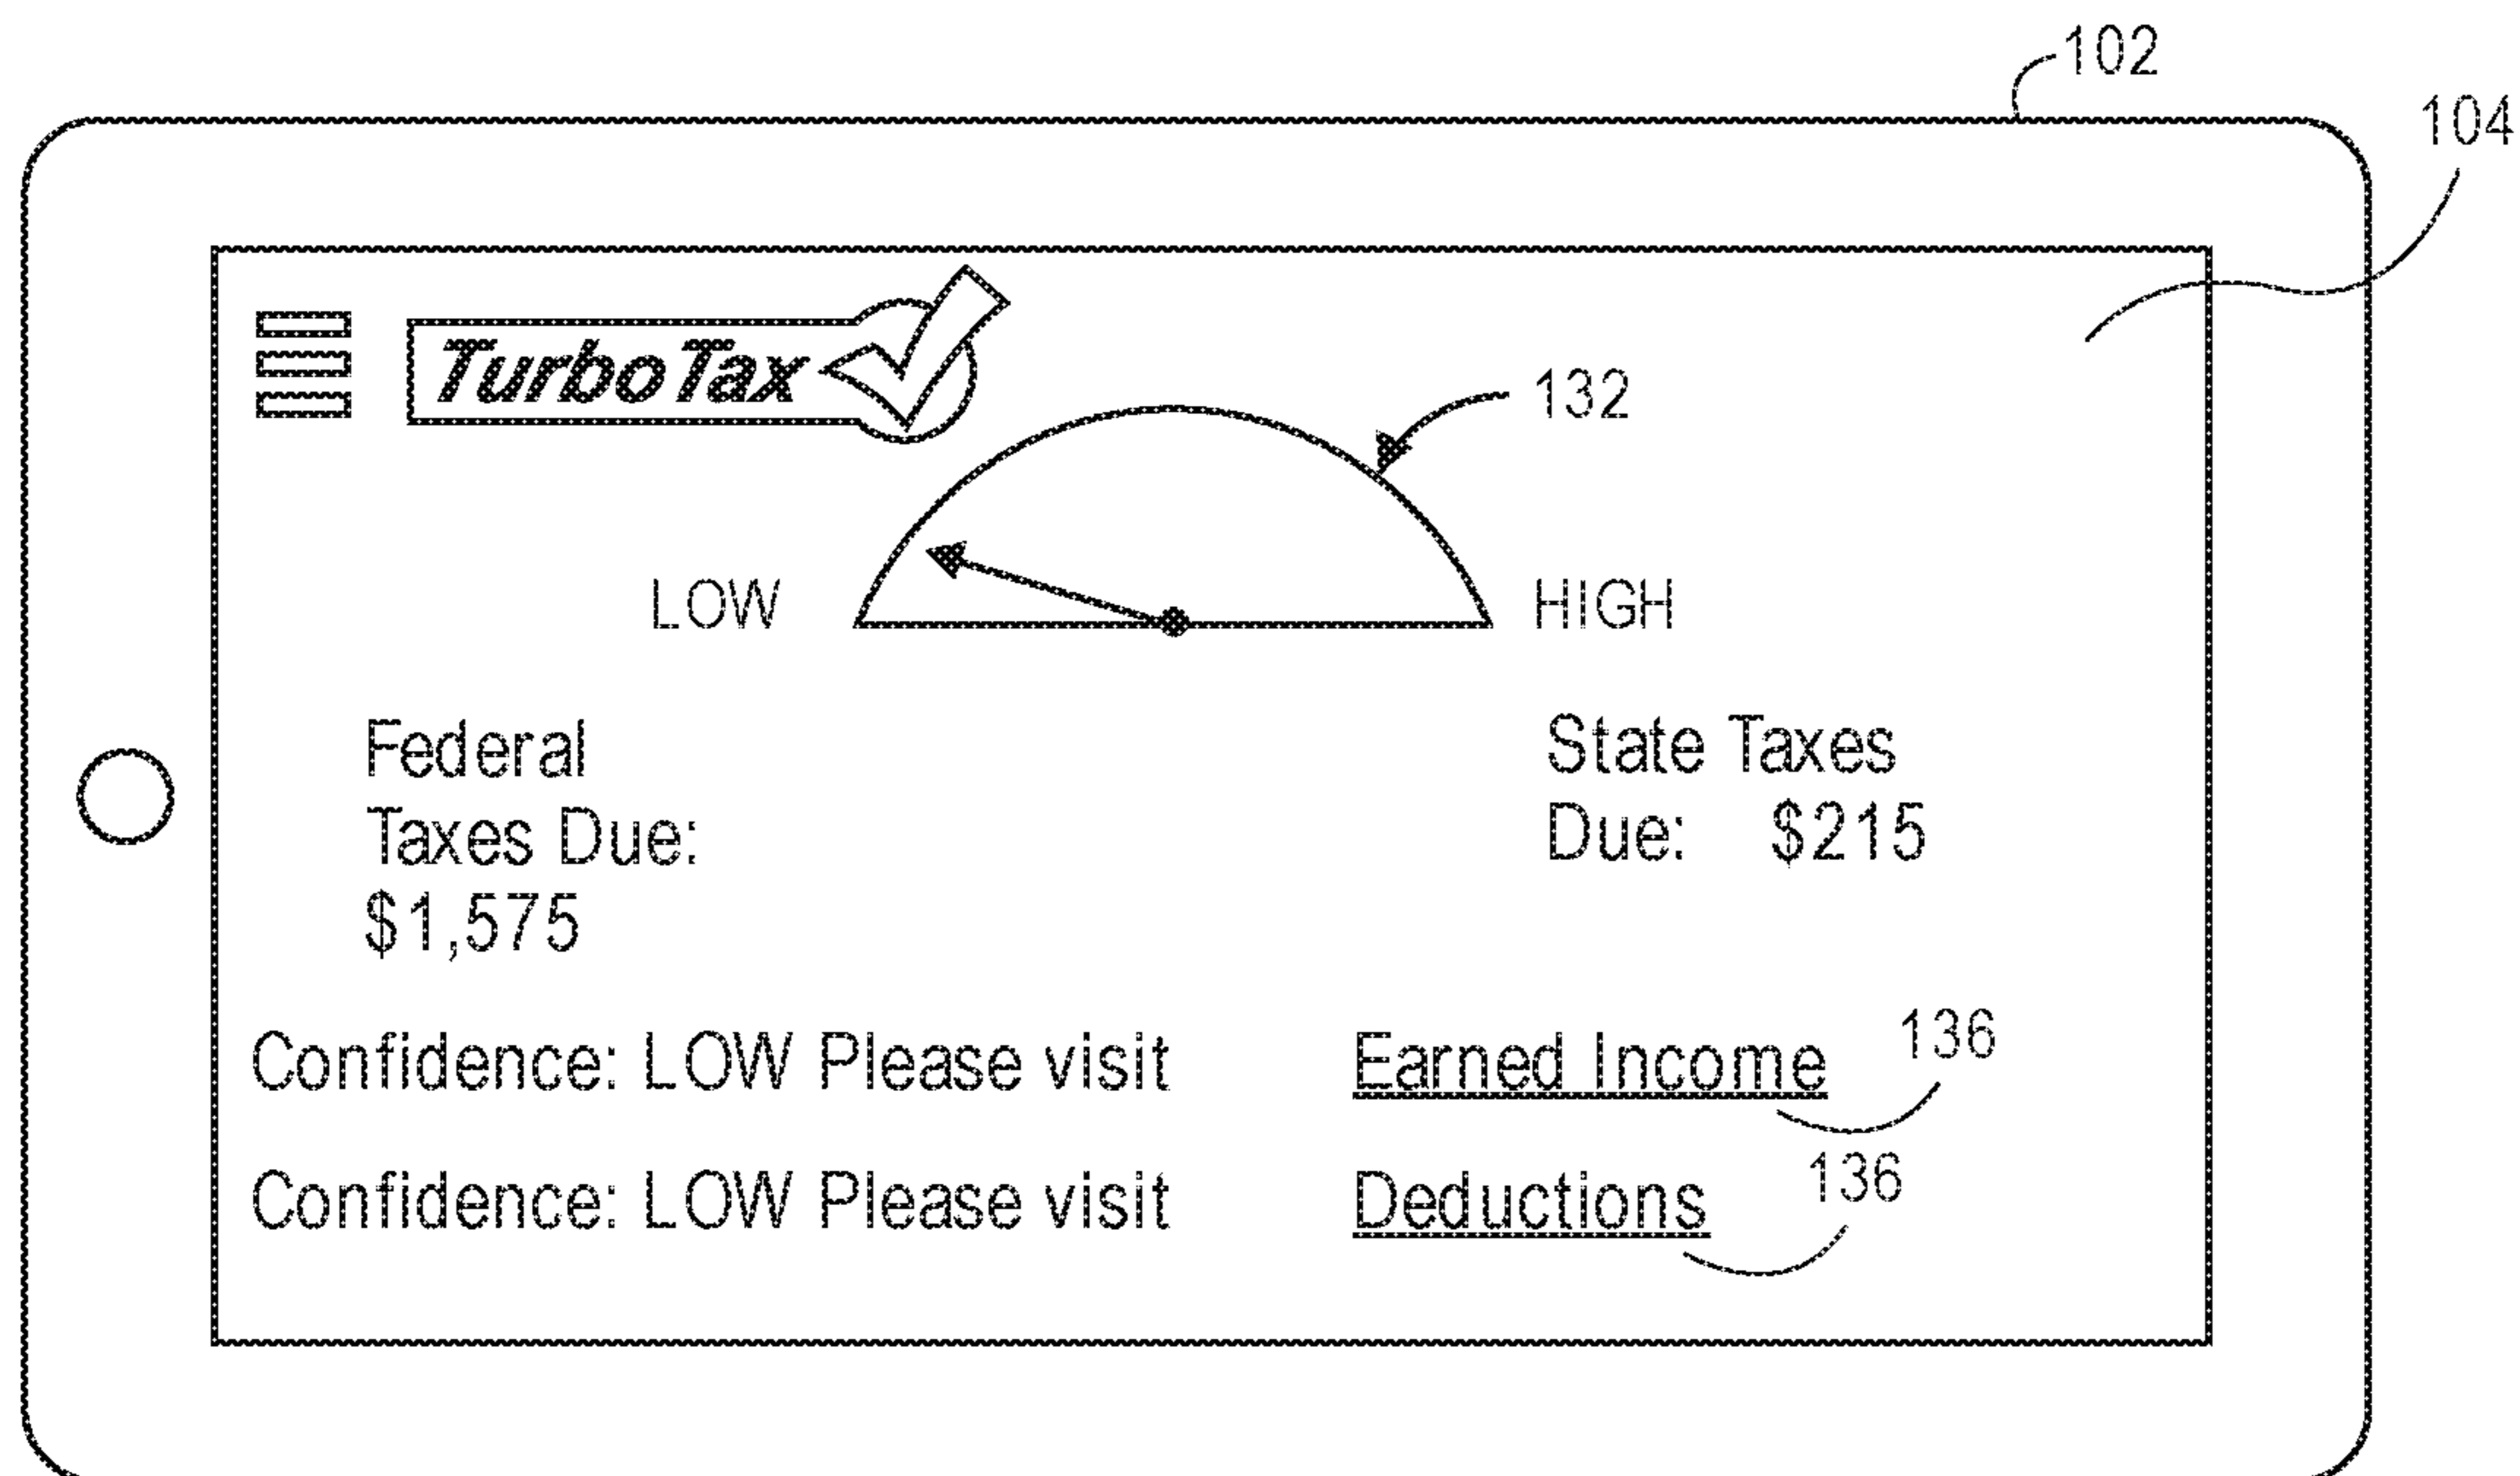 102
104
TurboTax
132
LOW HIGH
Federal
Taxes Due:
$1,575
State Taxes
Due: $215
Confidence: LOW Please visit Earned Income 136
Confidence: LOW Please visit Deductions 136